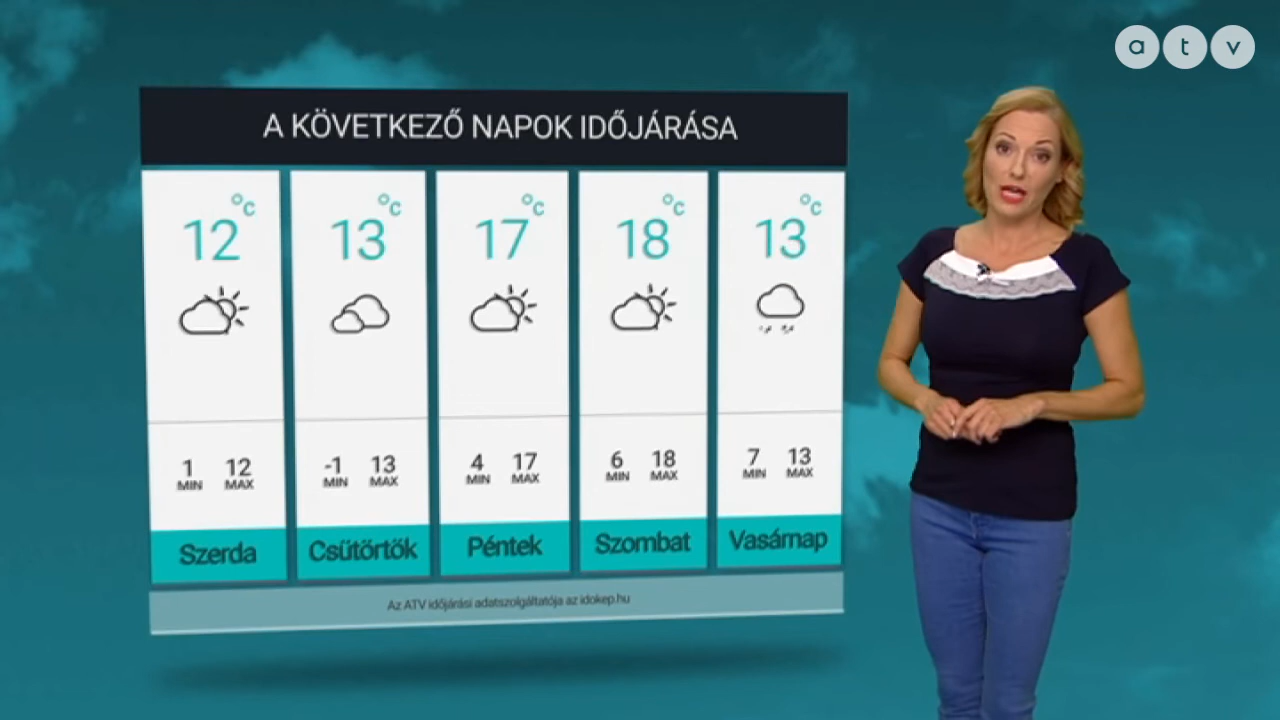 a t v
A KÖVETKEZŐ NAPOK IDŐJÁRÁSA
12 °C
13 °C
17 °C
18 °C
13 °C
1 12
MIN MAX
-1 13
MIN MAX
4 17
MIN MAX
6 18
MIN MAX
7 13
MIN MAX
Szerda
Csütörtök
Péntek
Szombat
Vasárnap
Az ATV időjárási adatszolgáltatója az idokep.hu